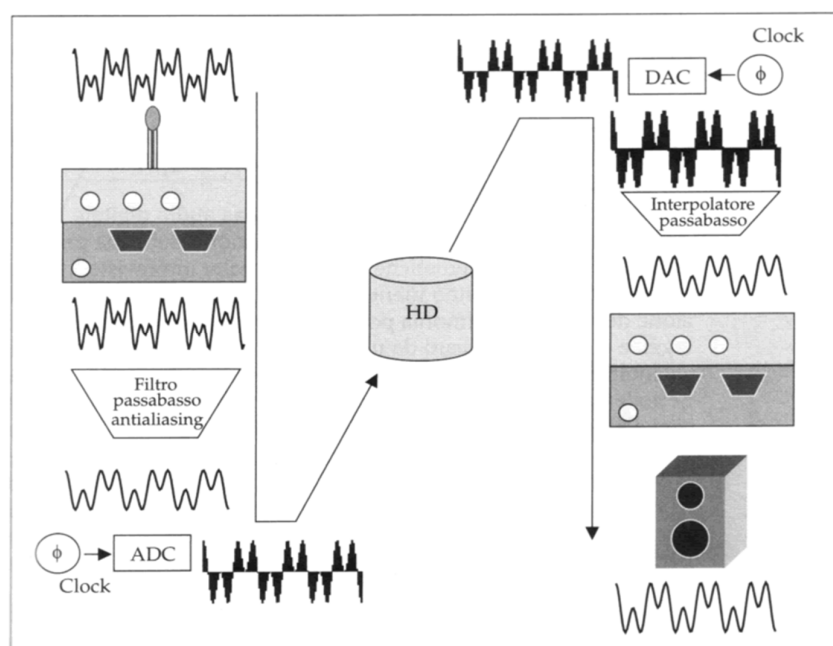 Filtro
passabasso
antialiasing
ϕ
ADC
Clock
HD
Clock
DAC
ϕ
Interpolatore
passabasso